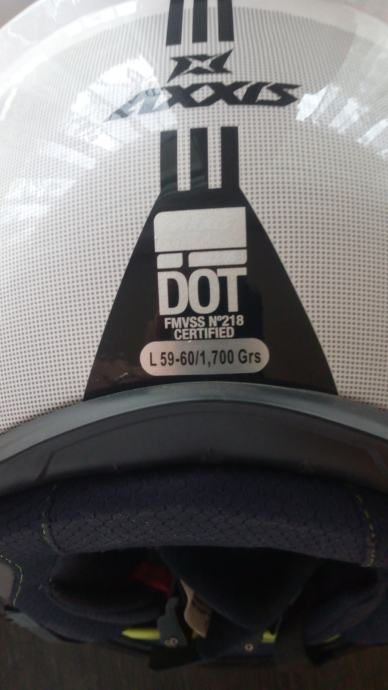 AXXIS
DOT
FMVSS Nº218
CERTIFIED
L 59-60/1,700 Grs